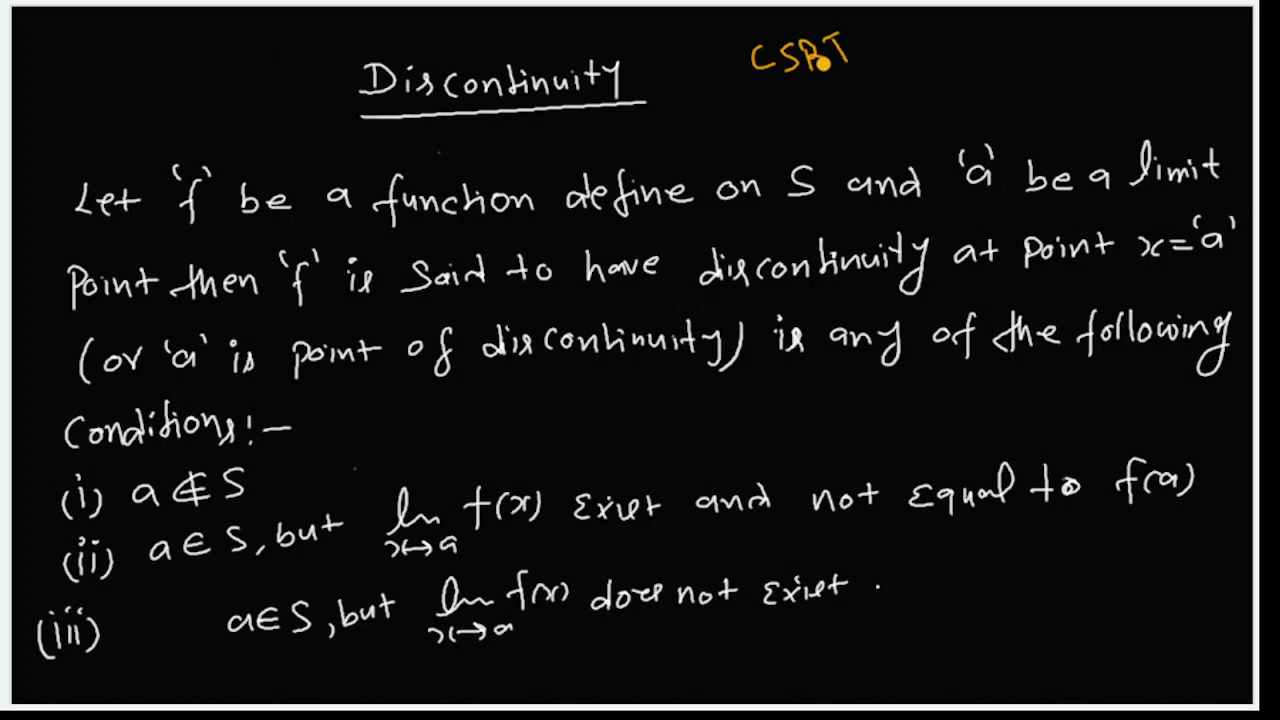 Discontinuity
Let 'f' be a function define on S and 'a' be a limit
Point then 'f' is said to have discontinuity at point x='a'
(or 'a' is point of discontinuity) is any of the following
Conditions:-
(i) a ∉ S
(ii) a ∈ S, but lim x→a f(x) Exist and not Equal to f(a)
(iii) a∈S, but lim x→a f(x) does not Exist.